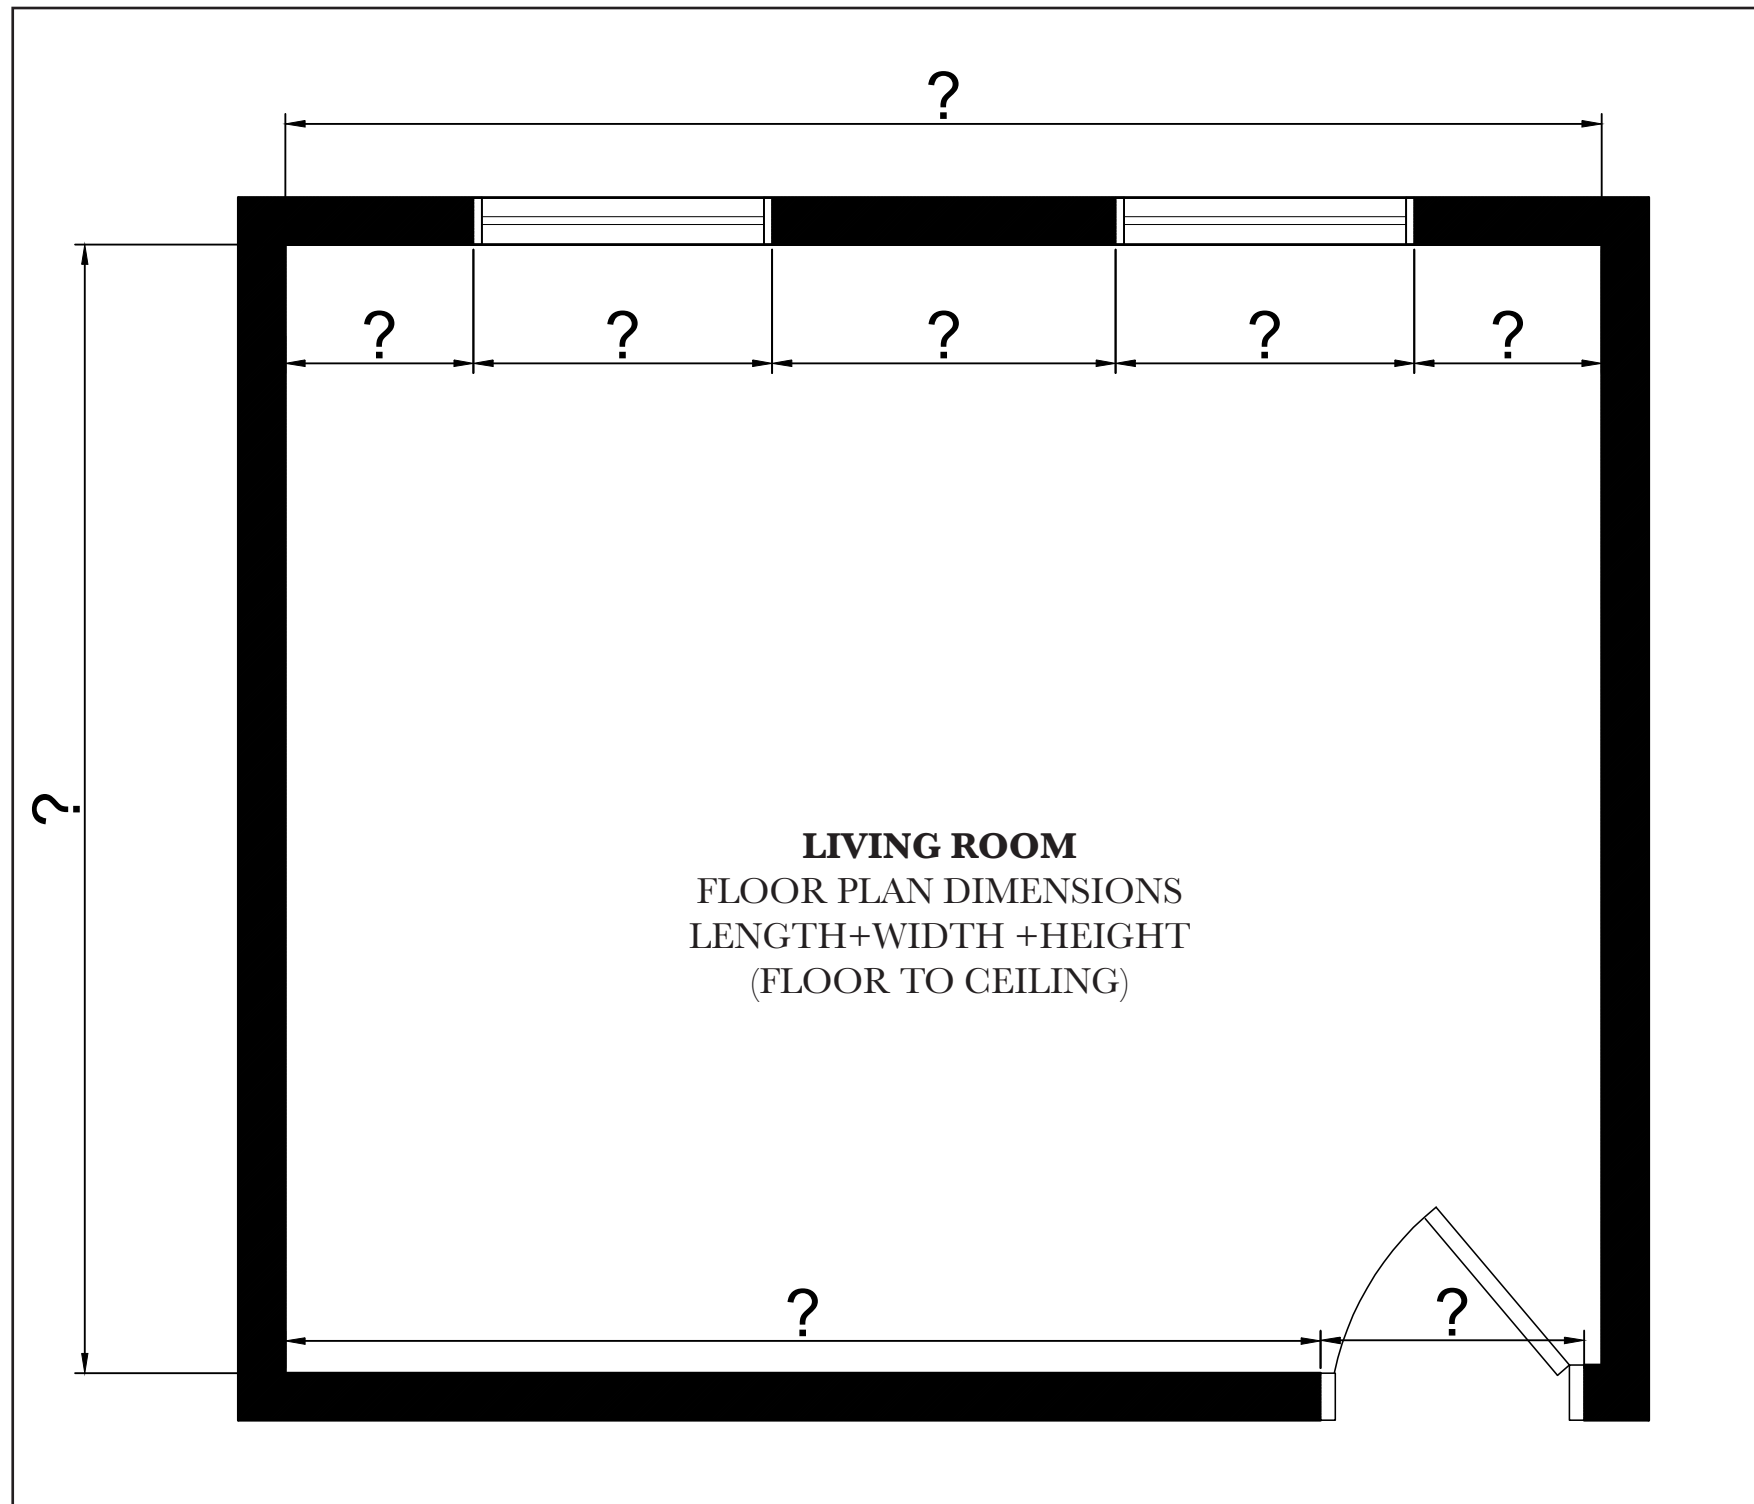 ?
? ? ? ? ?
?
LIVING ROOM
FLOOR PLAN DIMENSIONS
LENGTH+WIDTH +HEIGHT
(FLOOR TO CEILING)
? ?